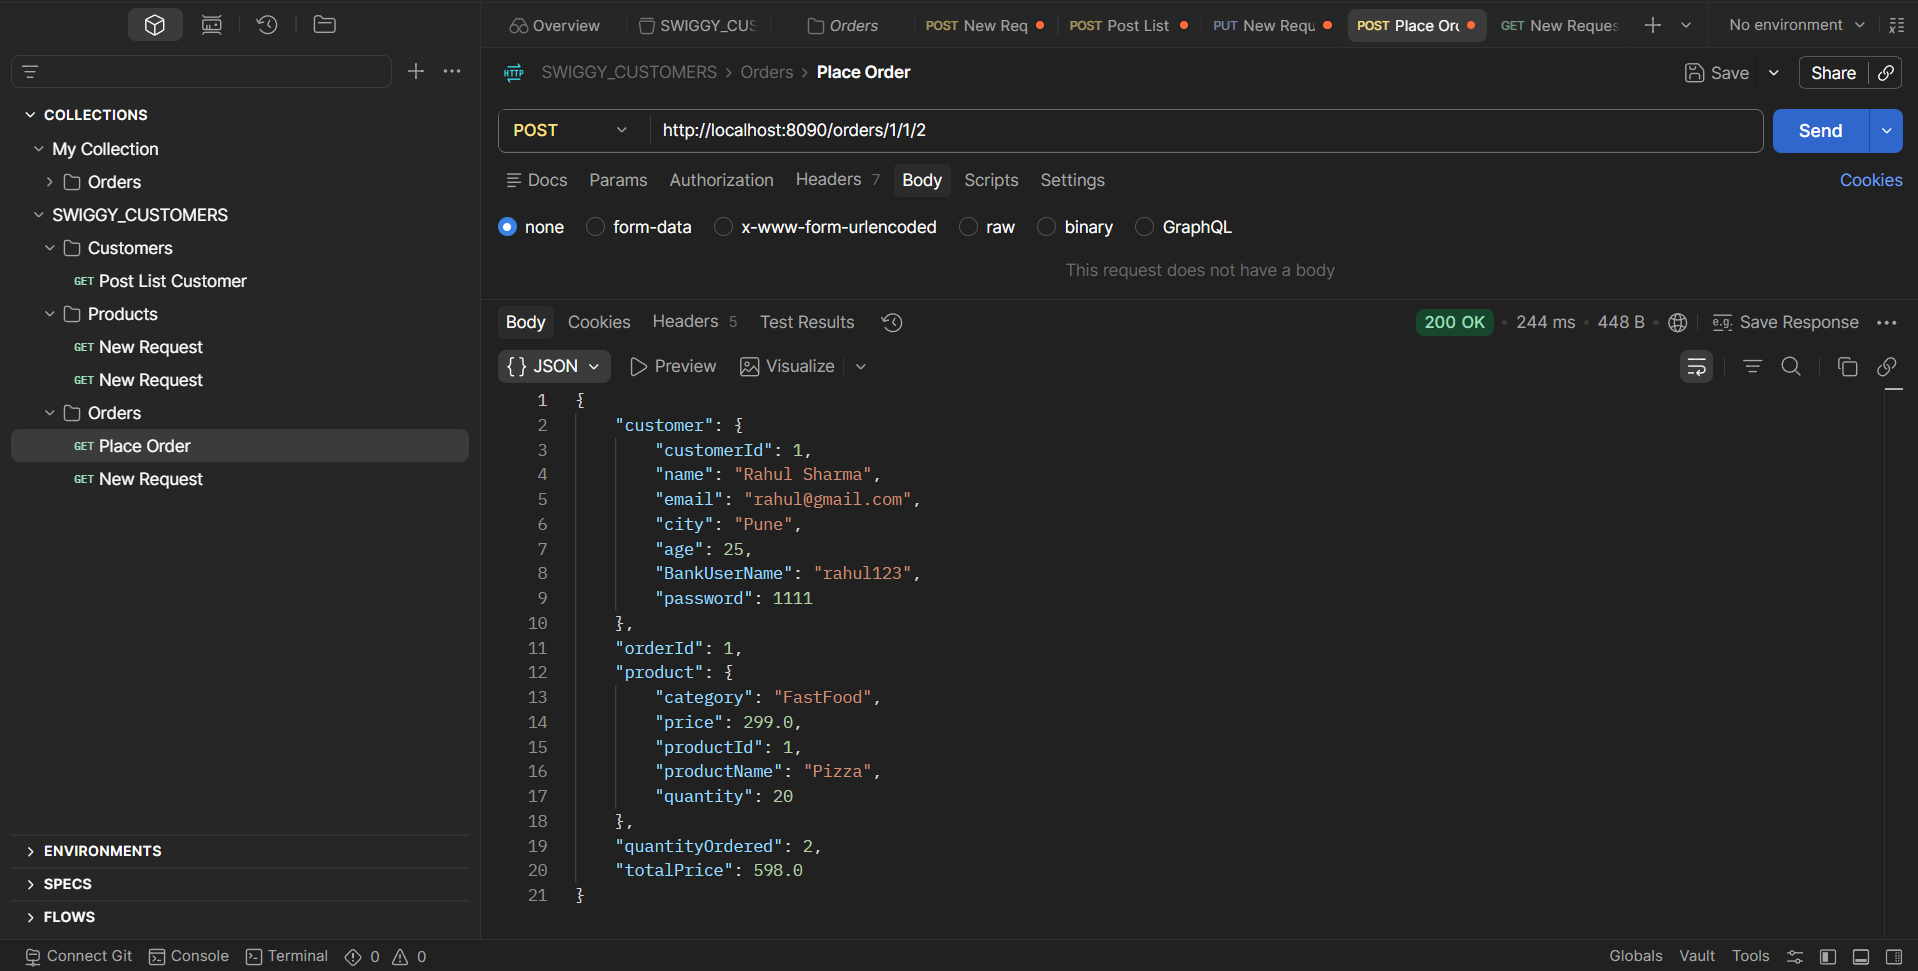 Overview
SWIGGY_CUS
Orders
POST New Req
POST Post List
PUT New Requ
POST Place Or
GET New Reques
No environment
SWIGGY_CUSTOMERS > Orders > Place Order
Save
Share
COLLECTIONS
My Collection
Orders
SWIGGY_CUSTOMERS
Customers
GET Post List Customer
Products
GET New Request
GET New Request
Orders
GET Place Order
GET New Request
ENVIRONMENTS
SPECS
FLOWS
POST
http://localhost:8090/orders/1/1/2
Send
Docs Params Authorization Headers 7 Body Scripts Settings
Cookies
none form-data x-www-form-urlencoded raw binary GraphQL
This request does not have a body
Body Cookies Headers 5 Test Results
200 OK • 244 ms • 448 B •
e.g. Save Response
{} JSON Preview Visualize
1 {
2 "customer": {
3 "customerId": 1,
4 "name": "Rahul Sharma",
5 "email": "rahul@gmail.com",
6 "city": "Pune",
7 "age": 25,
8 "BankUserName": "rahul123",
9 "password": 1111
10 },
11 "orderId": 1,
12 "product": {
13 "category": "FastFood",
14 "price": 299.0,
15 "productId": 1,
16 "productName": "Pizza",
17 "quantity": 20
18 },
19 "quantityOrdered": 2,
20 "totalPrice": 598.0
21 }
Connect Git Console Terminal 0 0
Globals Vault Tools